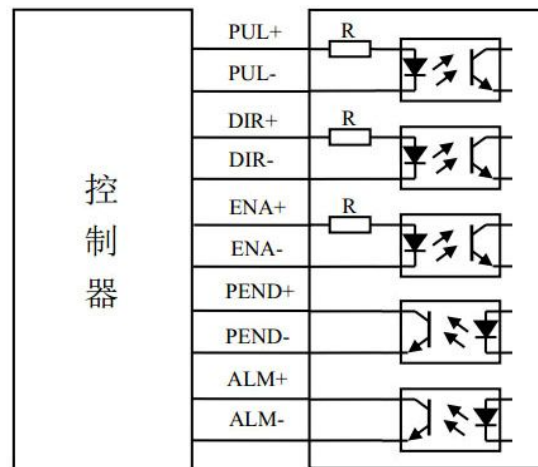 PUL+
R
PUL-
DIR+
R
DIR-
ENA+
R
ENA-
PEND+
PEND-
ALM+
ALM-
控
制
器